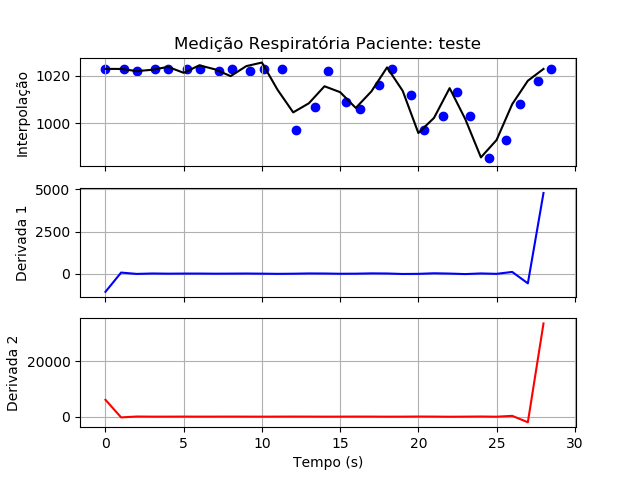 Medição Respiratória Paciente: teste
Interpolação
1020
1000
Derivada 1
5000
2500
0
Derivada 2
20000
0
0 5 10 15 20 25 30
Tempo (s)